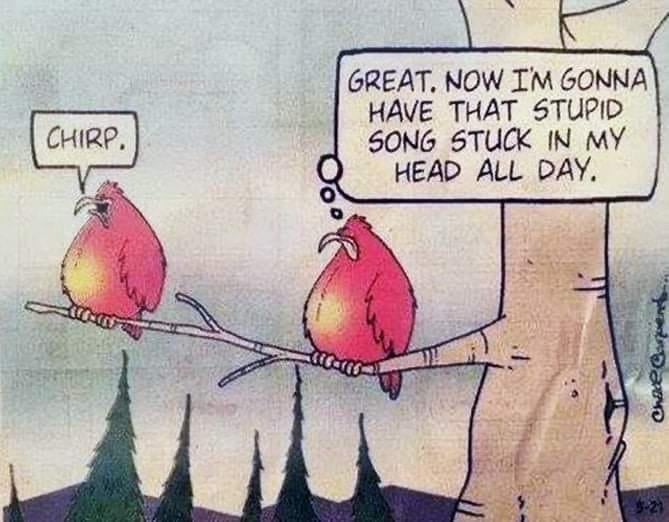 CHIRP.
GREAT. NOW I'M GONNA
HAVE THAT STUPID
SONG STUCK IN MY
HEAD ALL DAY.